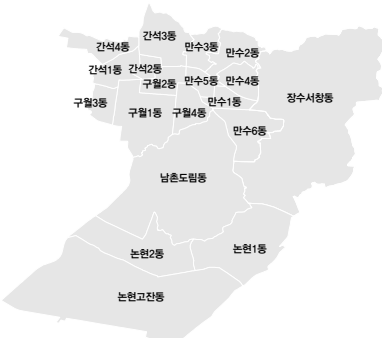 간석3동
간석4동
만수3동
만수2동
간석1동
간석2동
구월2동
만수5동
만수4동
장수서창동
구월3동
구월1동
구월4동
만수1동
만수6동
남촌도림동
논현2동
논현1동
논현고잔동